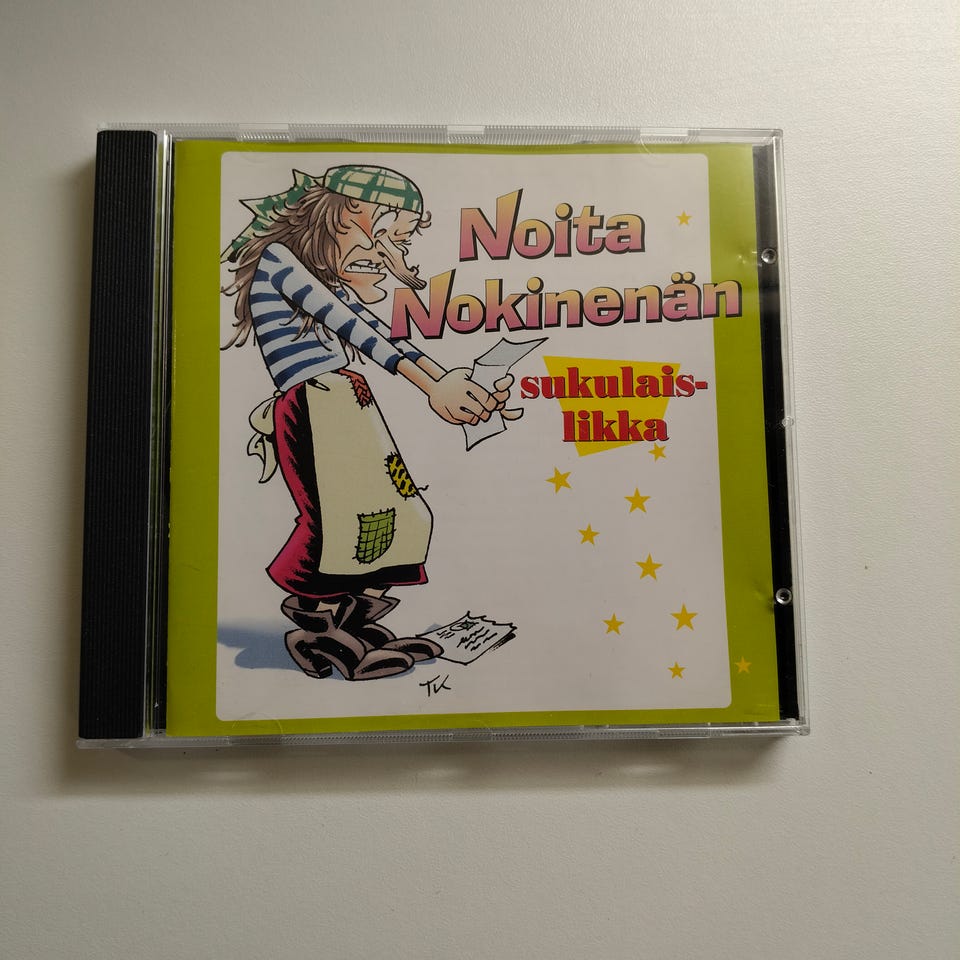 Noita
Nokinenän
sukulais-
likka
TK